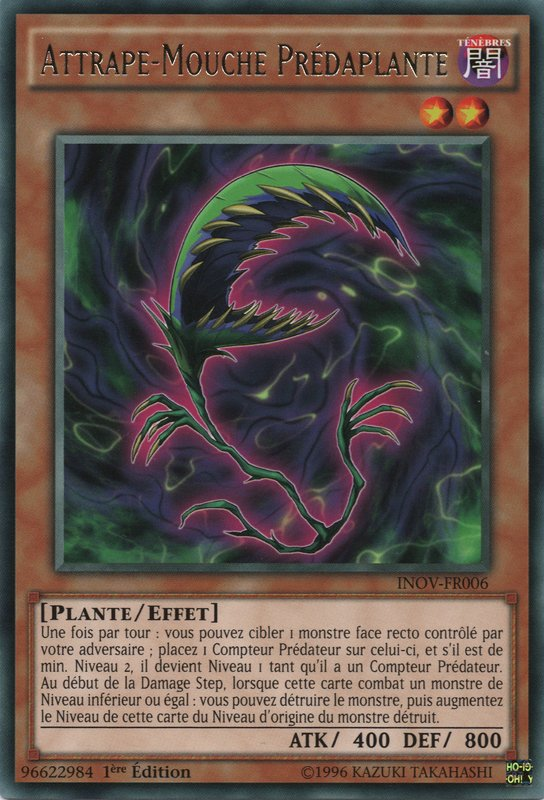 ATTRAPE-MOUCHE PRÉDAPLANTE
TÉNÈBRES
闇
INOV-FR006
[PLANTE/EFFET]
Une fois par tour : vous pouvez cibler 1 monstre face recto contrôlé par
votre adversaire ; placez 1 Compteur Prédateur sur celui-ci, et s'il est de
min. Niveau 2, il devient Niveau 1 tant qu'il a un Compteur Prédateur.
Au début de la Damage Step, lorsque cette carte combat un monstre de
Niveau inférieur ou égal : vous pouvez détruire le monstre, puis augmentez
le Niveau de cette carte du Niveau d'origine du monstre détruit.
ATK/ 400 DEF/ 800
96622984 1ère Édition
©1996 KAZUKI TAKAHASHI